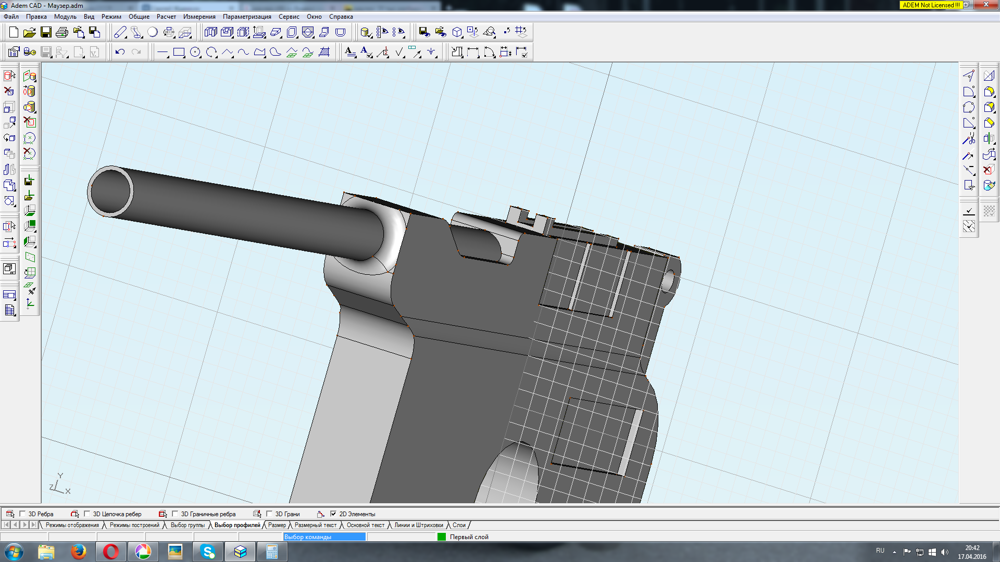 Adem CAD - Маузер.adm
ADEM Not Licensed !!!
Файл Правка Модуль Вид Режим Общие Расчет Измерения Параметризация Сервис Окно Справка
Y
Z
X
3D Ребра 3D Цепочка ребер 3D Граничные ребра 3D Грани 2D Элементы
Режимы отображения Режимы построений Выбор группы Выбор профилей Размер Размерный текст Основной текст Линии и Штриховки Слои
Выбор команды Первый слой
RU
20:42
17.04.2016